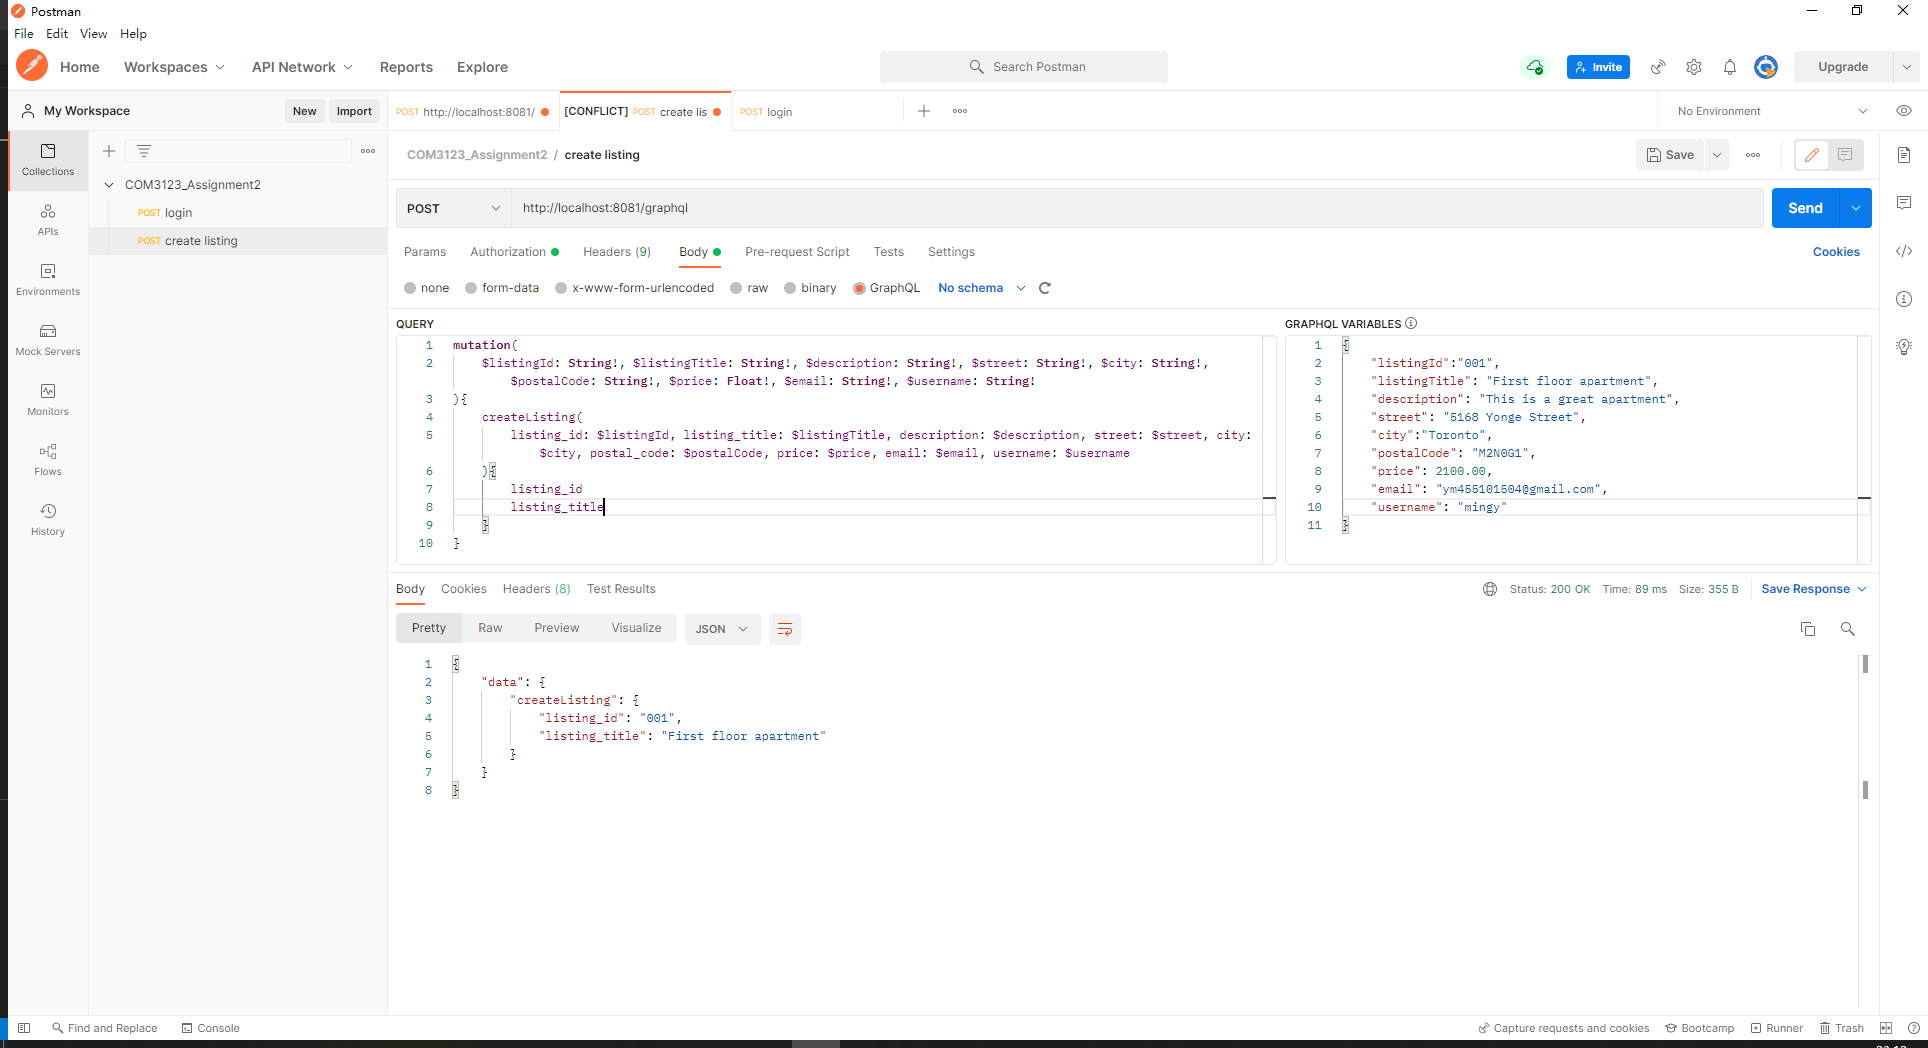 Postman
File Edit View Help
Home Workspaces API Network Reports Explore Search Postman Invite Upgrade
My Workspace New Import POST http://localhost:8081/ [CONFLICT] POST create lis POST login No Environment
Collections
APIs
Environments
Mock Servers
Monitors
Flows
History
COM3123_Assignment2
POST login
POST create listing
COM3123_Assignment2 / create listing Save
POST http://localhost:8081/graphql Send
Params Authorization Headers (9) Body Pre-request Script Tests Settings Cookies
none form-data x-www-form-urlencoded raw binary GraphQL No schema
QUERY
1 mutation(
2 $listingId: String!, $listingTitle: String!, $description: String!, $street: String!, $city: String!,
$postalCode: String!, $price: Float!, $email: String!, $username: String!
3 ){
4 createListing(
5 listing_id: $listingId, listing_title: $listingTitle, description: $description, street: $street, city:
$city, postal_code: $postalCode, price: $price, email: $email, username: $username
6 ){
7 listing_id
8 listing_title
9 }
10 }
GRAPHQL VARIABLES
1 {
2 "listingId":"001",
3 "listingTitle": "First floor apartment",
4 "description": "This is a great apartment",
5 "street": "5168 Yonge Street",
6 "city":"Toronto",
7 "postalCode": "M2N0G1",
8 "price": 2100.00,
9 "email": "ym455101504@gmail.com",
10 "username": "mingy"
11 }
Body Cookies Headers (8) Test Results Status: 200 OK Time: 89 ms Size: 355 B Save Response
Pretty Raw Preview Visualize JSON
1 {
2 "data": {
3 "createListing": {
4 "listing_id": "001",
5 "listing_title": "First floor apartment"
6 }
7 }
8 }
Find and Replace Console Capture requests and cookies Bootcamp Runner Trash